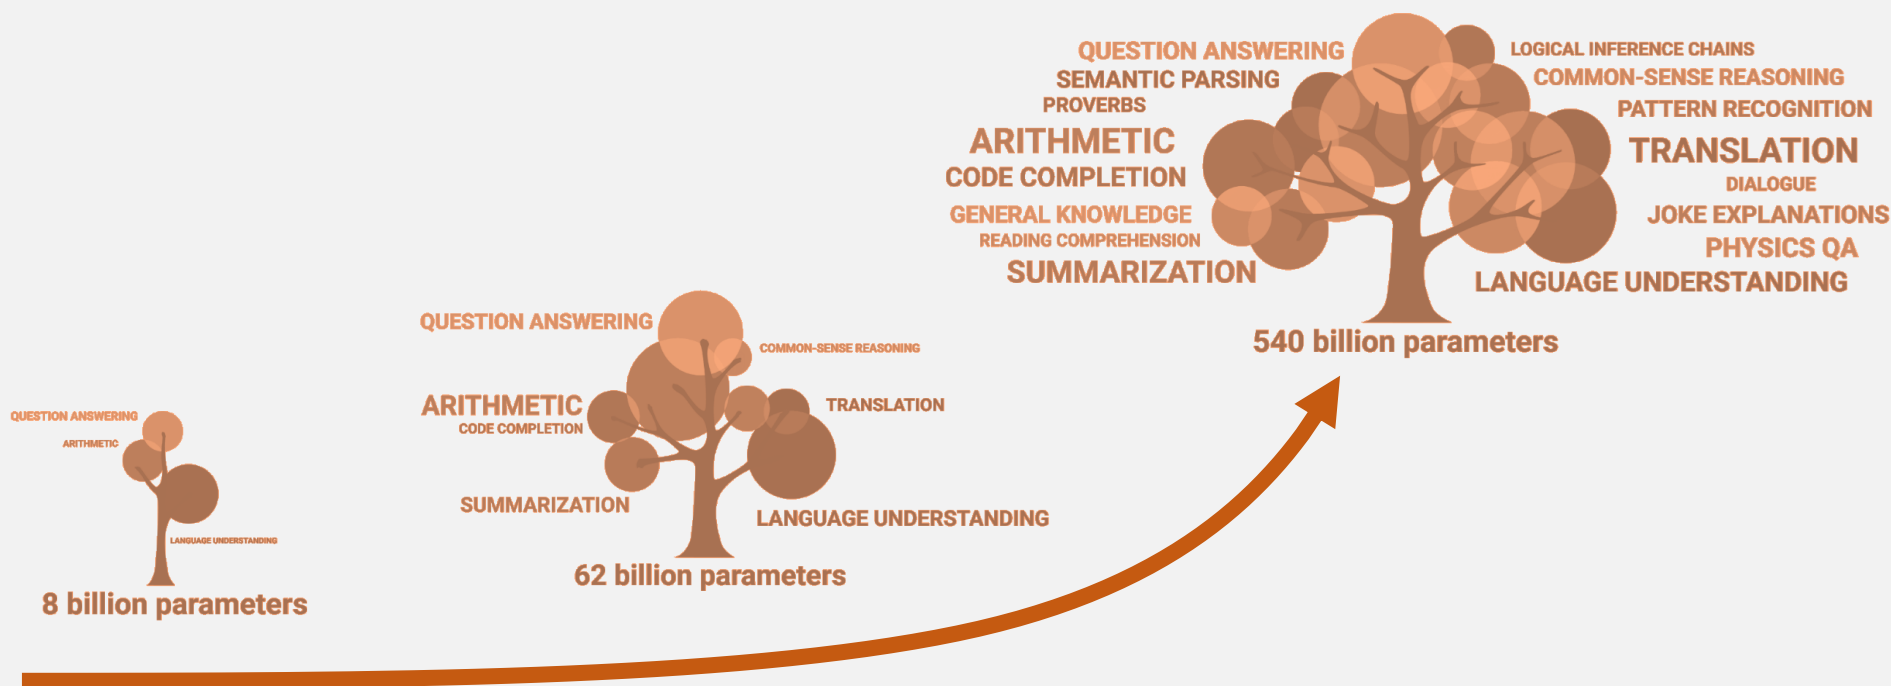 QUESTION ANSWERING
ARITHMETIC
LANGUAGE UNDERSTANDING
8 billion parameters
QUESTION ANSWERING
COMMON-SENSE REASONING
ARITHMETIC
CODE COMPLETION
TRANSLATION
SUMMARIZATION
LANGUAGE UNDERSTANDING
62 billion parameters
QUESTION ANSWERING
SEMANTIC PARSING
PROVERBS
ARITHMETIC
CODE COMPLETION
GENERAL KNOWLEDGE
READING COMPREHENSION
SUMMARIZATION
LOGICAL INFERENCE CHAINS
COMMON-SENSE REASONING
PATTERN RECOGNITION
TRANSLATION
DIALOGUE
JOKE EXPLANATIONS
PHYSICS QA
LANGUAGE UNDERSTANDING
540 billion parameters